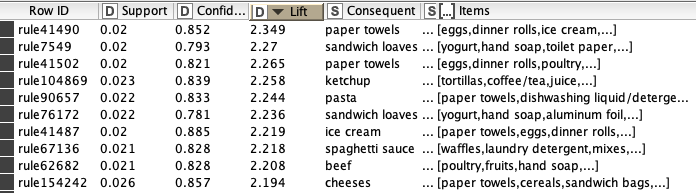 Row ID D Support D Confid... D Lift S Consequent S [...] Items
rule41490 0.02 0.852 2.349 paper towels ... [eggs,dinner rolls,ice cream,...]
rule7549 0.02 0.793 2.27 sandwich loaves ... [yogurt,hand soap,toilet paper,...]
rule41502 0.02 0.821 2.265 paper towels ... [eggs,dinner rolls,poultry,...]
rule104869 0.023 0.839 2.258 ketchup ... [tortillas,coffee/tea,juice,...]
rule90657 0.022 0.833 2.244 pasta ... [paper towels,dishwashing liquid/deterge...
rule76172 0.022 0.781 2.236 sandwich loaves ... [yogurt,hand soap,aluminum foil,...]
rule41487 0.02 0.885 2.219 ice cream ... [paper towels,eggs,dinner rolls,...]
rule67136 0.021 0.828 2.218 spaghetti sauce ... [waffles,laundry detergent,mixes,...]
rule62682 0.021 0.828 2.208 beef ... [poultry,fruits,hand soap,...]
rule154242 0.026 0.857 2.194 cheeses ... [paper towels,cereals,sandwich bags,...]